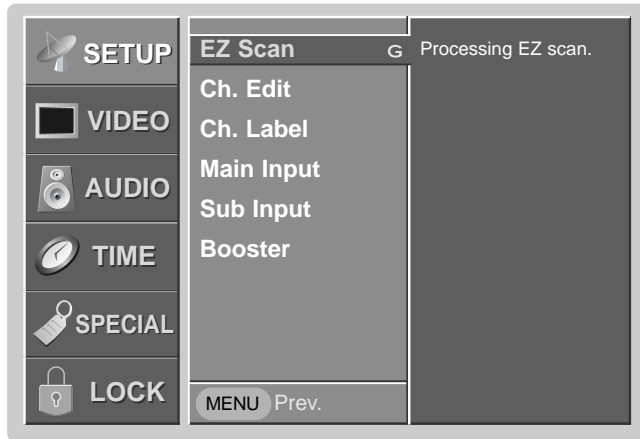 SETUP
VIDEO
AUDIO
TIME
SPECIAL
LOCK
EZ Scan G
Ch. Edit
Ch. Label
Main Input
Sub Input
Booster
MENU Prev.
Processing EZ scan.